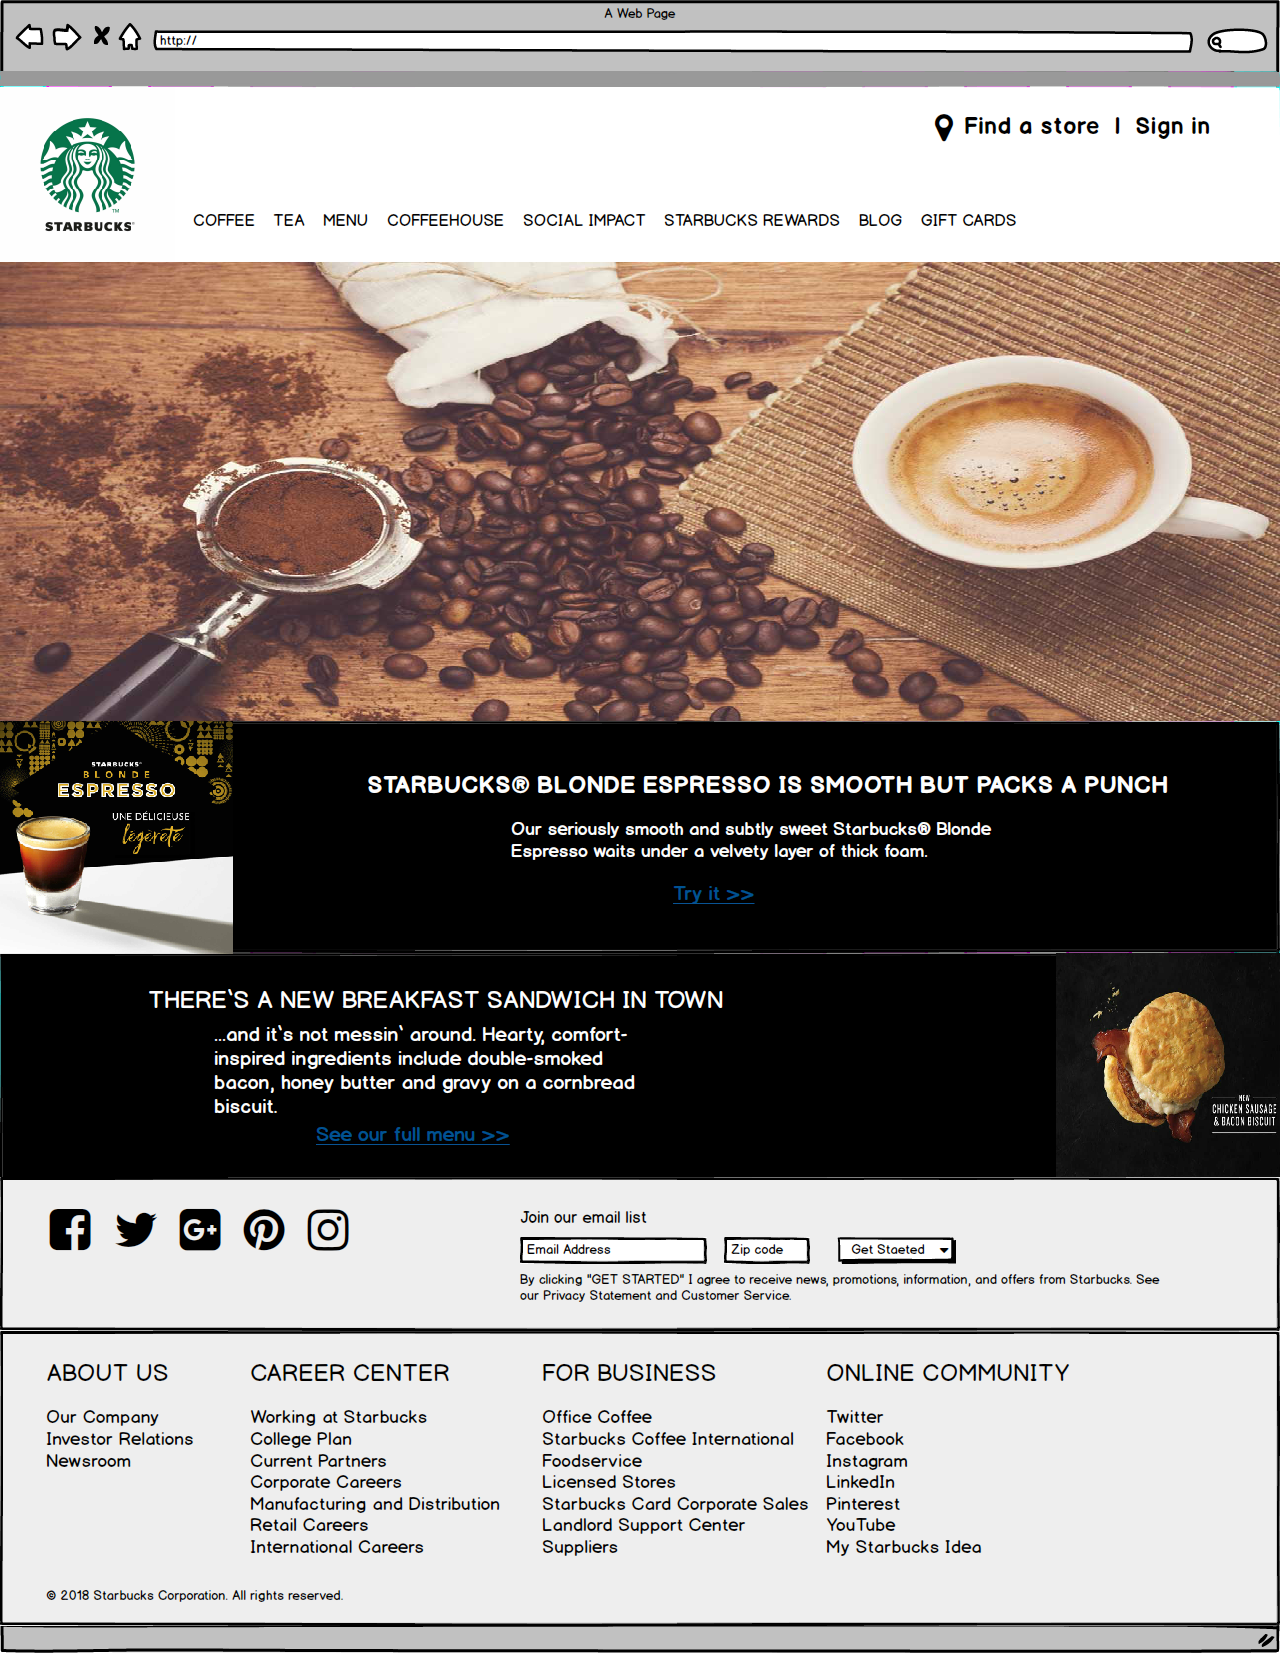 A Web Page
http://
Find a store | Sign in
STARBUCKS
COFFEE TEA MENU COFFEEHOUSE SOCIAL IMPACT STARBUCKS REWARDS BLOG GIFT CARDS
STARBUCKS®
BLONDE
ESPRESSO
UNE DÉLICIEUSE
légèreté
STARBUCKS® BLONDE ESPRESSO IS SMOOTH BUT PACKS A PUNCH
Our seriously smooth and subtly sweet Starbucks® Blonde
Espresso waits under a velvety layer of thick foam.
Try it >>
THERE'S A NEW BREAKFAST SANDWICH IN TOWN
...and it's not messin' around. Hearty, comfort-
inspired ingredients include double-smoked
bacon, honey butter and gravy on a cornbread
biscuit.
See our full menu >>
NEW
CHICKEN SAUSAGE
& BACON BISCUIT
Join our email list
Email Address Zip code Get Staeted
By clicking "GET STARTED" I agree to receive news, promotions, information, and offers from Starbucks. See
our Privacy Statement and Customer Service.
ABOUT US CAREER CENTER FOR BUSINESS ONLINE COMMUNITY
Our Company Working at Starbucks Office Coffee Twitter
Investor Relations College Plan Starbucks Coffee International Facebook
Newsroom Current Partners Foodservice Instagram
Corporate Careers Licensed Stores LinkedIn
Manufacturing and Distribution Starbucks Card Corporate Sales Pinterest
Retail Careers Landlord Support Center YouTube
International Careers Suppliers My Starbucks Idea
© 2018 Starbucks Corporation. All rights reserved.